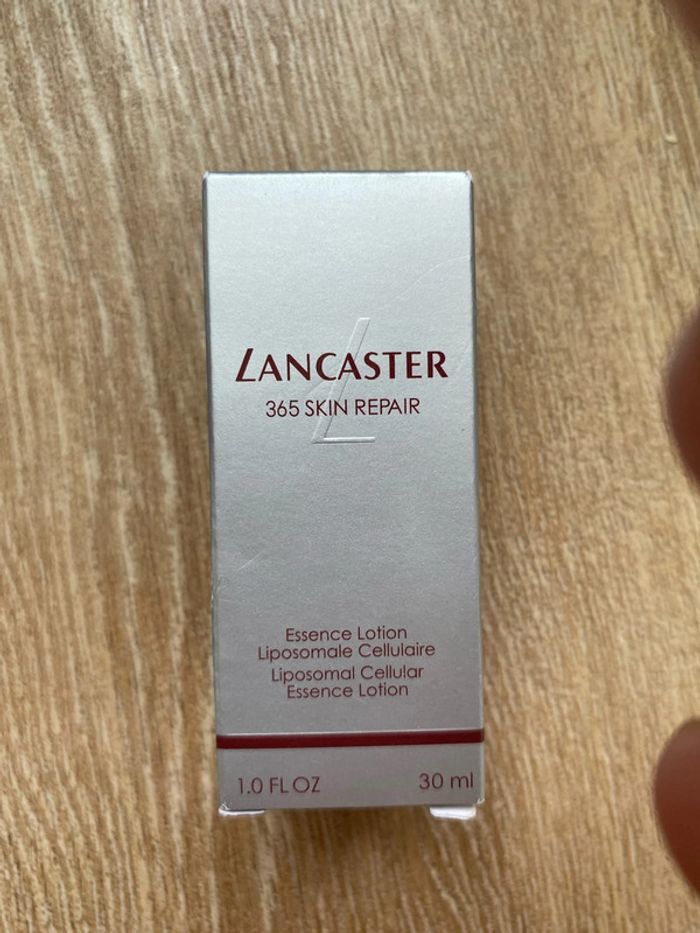 LANCASTER
365 SKIN REPAIR
Essence Lotion
Liposomale Cellulaire
Liposomal Cellular
Essence Lotion
1.0 FL OZ 30 ml